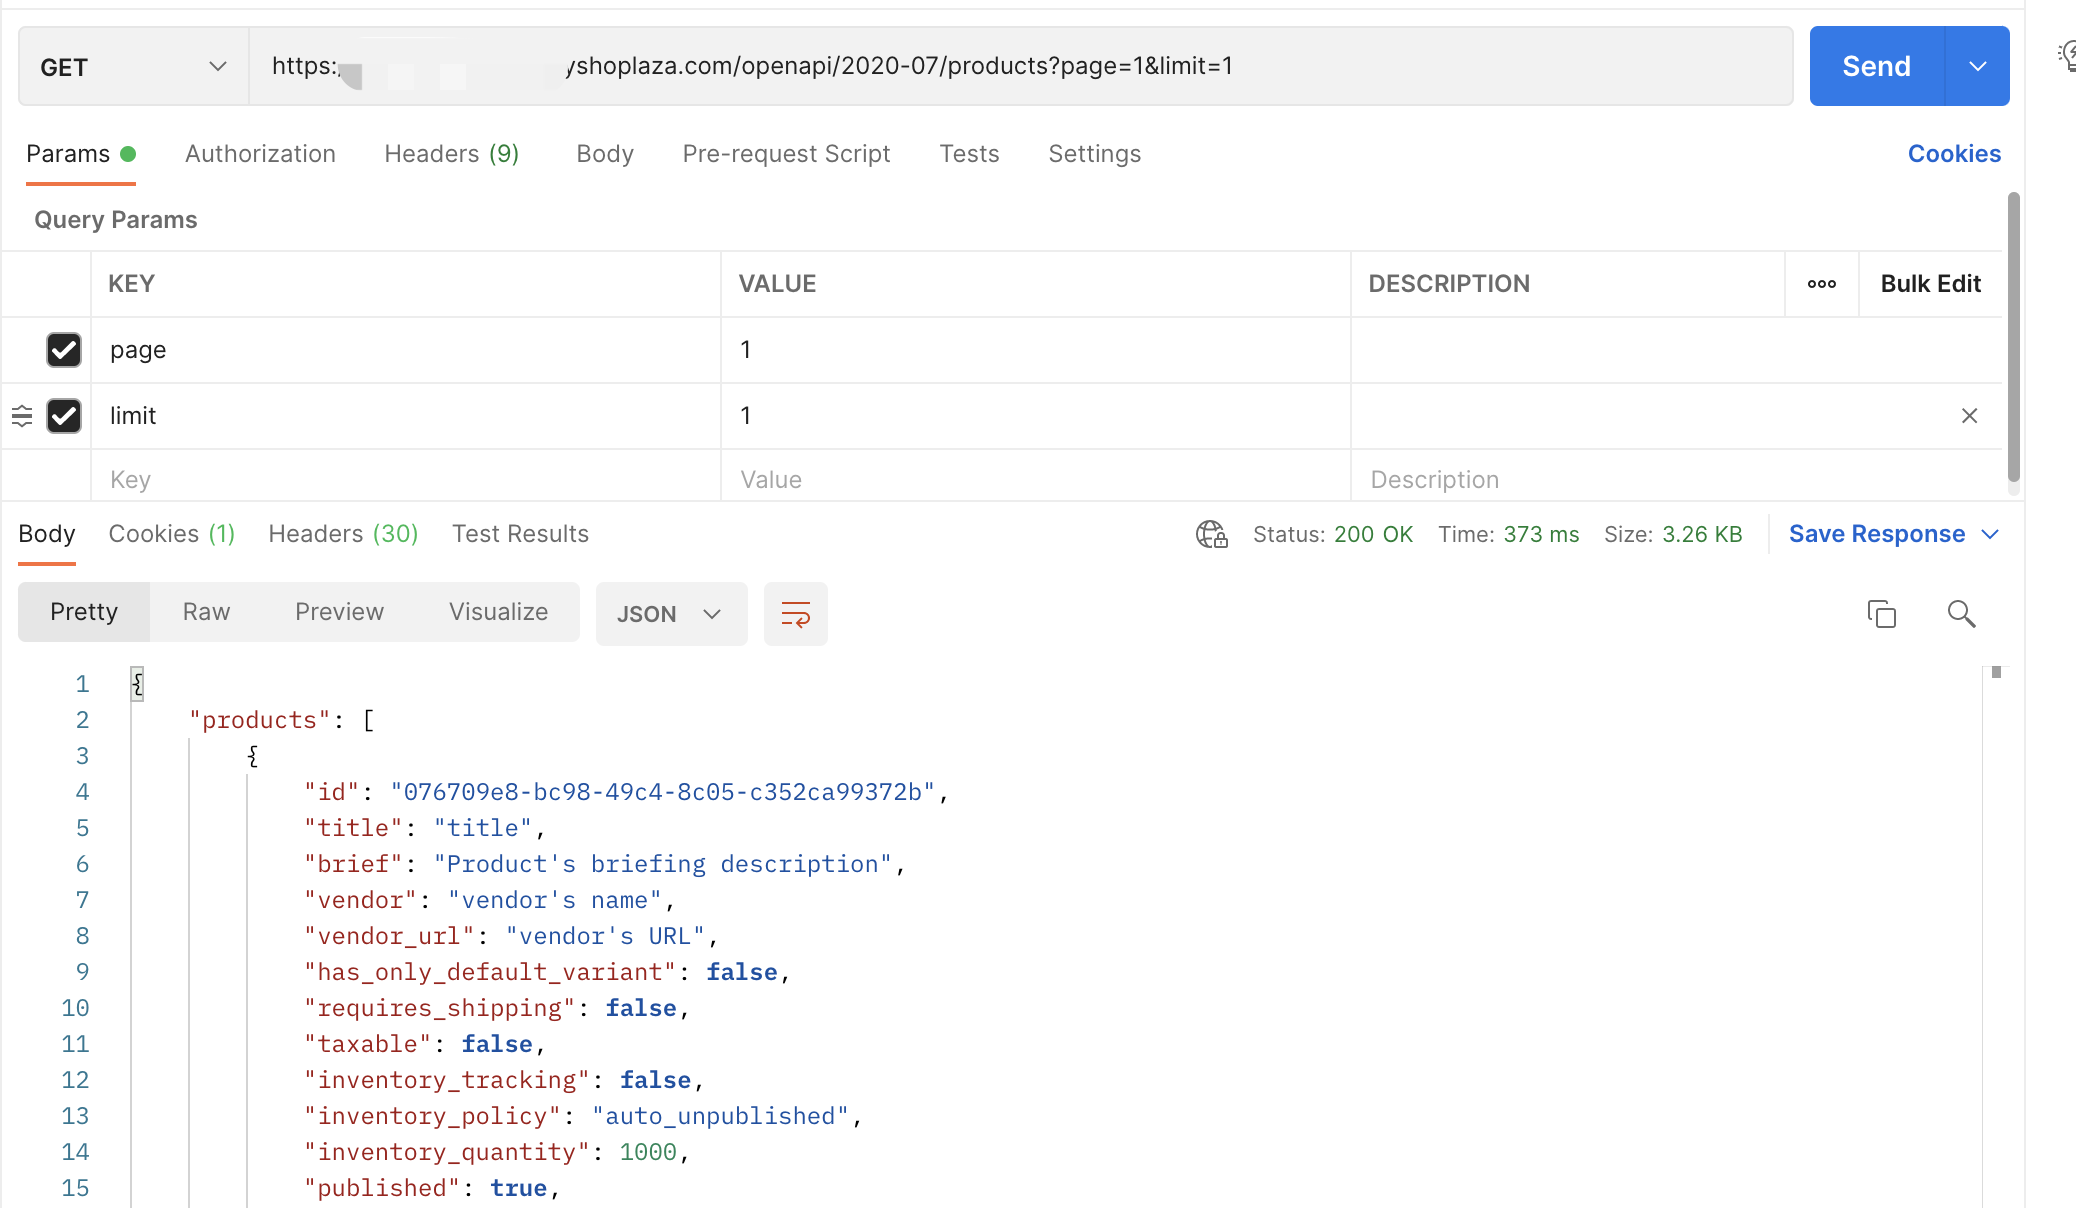 GET https: yshoplaza.com/openapi/2020-07/products?page=1&limit=1 Send
Params Authorization Headers (9) Body Pre-request Script Tests Settings Cookies
Query Params
KEY VALUE DESCRIPTION ooo Bulk Edit
page 1
limit 1
Key Value Description
Body Cookies (1) Headers (30) Test Results Status: 200 OK Time: 373 ms Size: 3.26 KB Save Response
Pretty Raw Preview Visualize JSON
1 {
2 "products": [
3 {
4 "id": "076709e8-bc98-49c4-8c05-c352ca99372b",
5 "title": "title",
6 "brief": "Product's briefing description",
7 "vendor": "vendor's name",
8 "vendor_url": "vendor's URL",
9 "has_only_default_variant": false,
10 "requires_shipping": false,
11 "taxable": false,
12 "inventory_tracking": false,
13 "inventory_policy": "auto_unpublished",
14 "inventory_quantity": 1000,
15 "published": true,